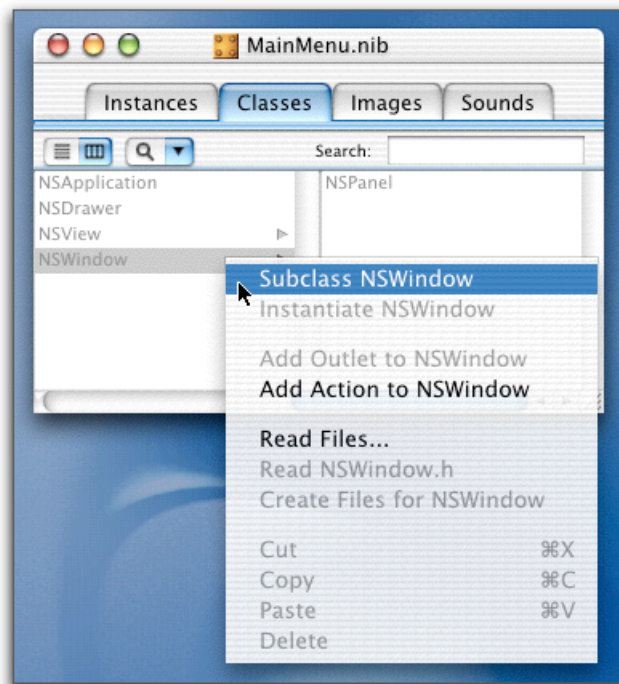 MainMenu.nib
Instances Classes Images Sounds
Search:
NSApplication NSPanel
NSDrawer
NSView
NSWindow
Subclass NSWindow
Instantiate NSWindow
Add Outlet to NSWindow
Add Action to NSWindow
Read Files...
Read NSWindow.h
Create Files for NSWindow
Cut ⌘X
Copy ⌘C
Paste ⌘V
Delete